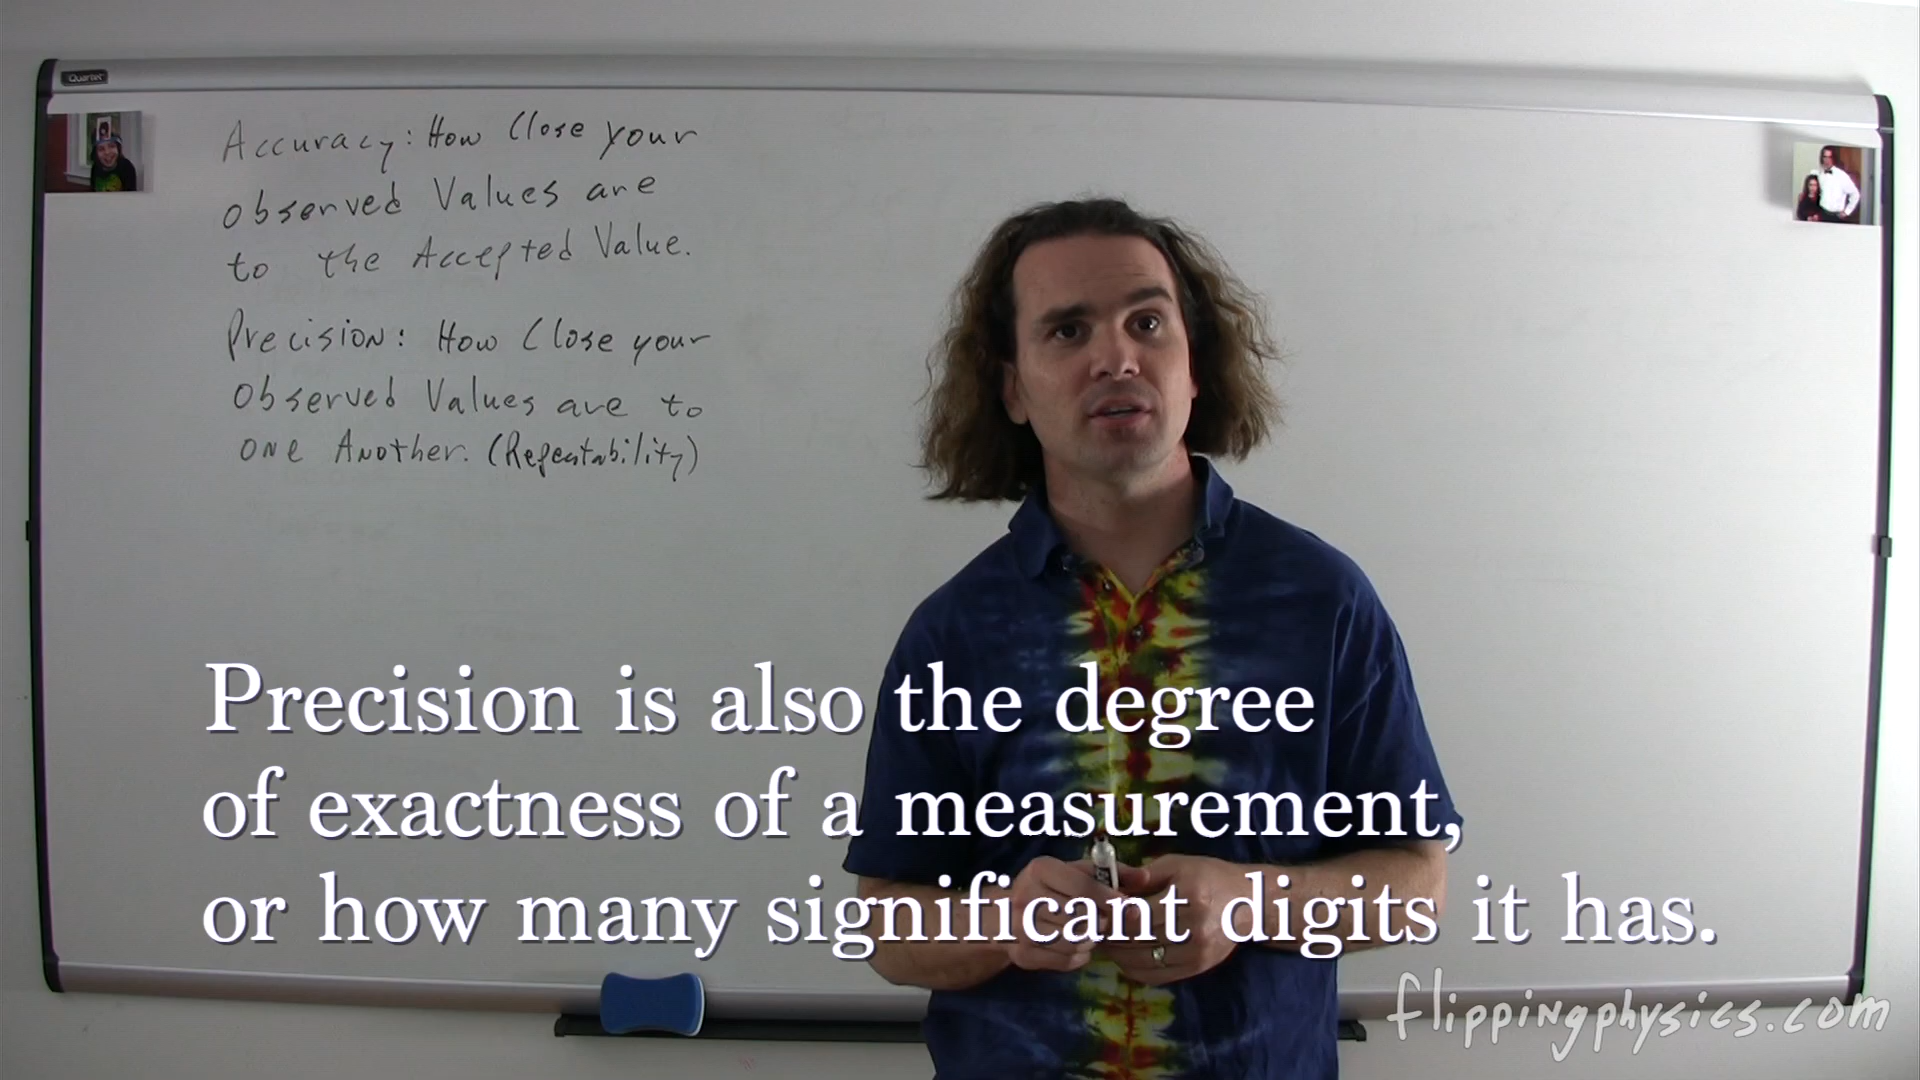 Quartet
Accuracy: How Close your
observed Values are
to the Accepted Value.
Precision: How Close your
Observed Values are to
one Another. (Repeatability)
Precision is also the degree
of exactness of a measurement,
or how many significant digits it has.
flippingphysics.com